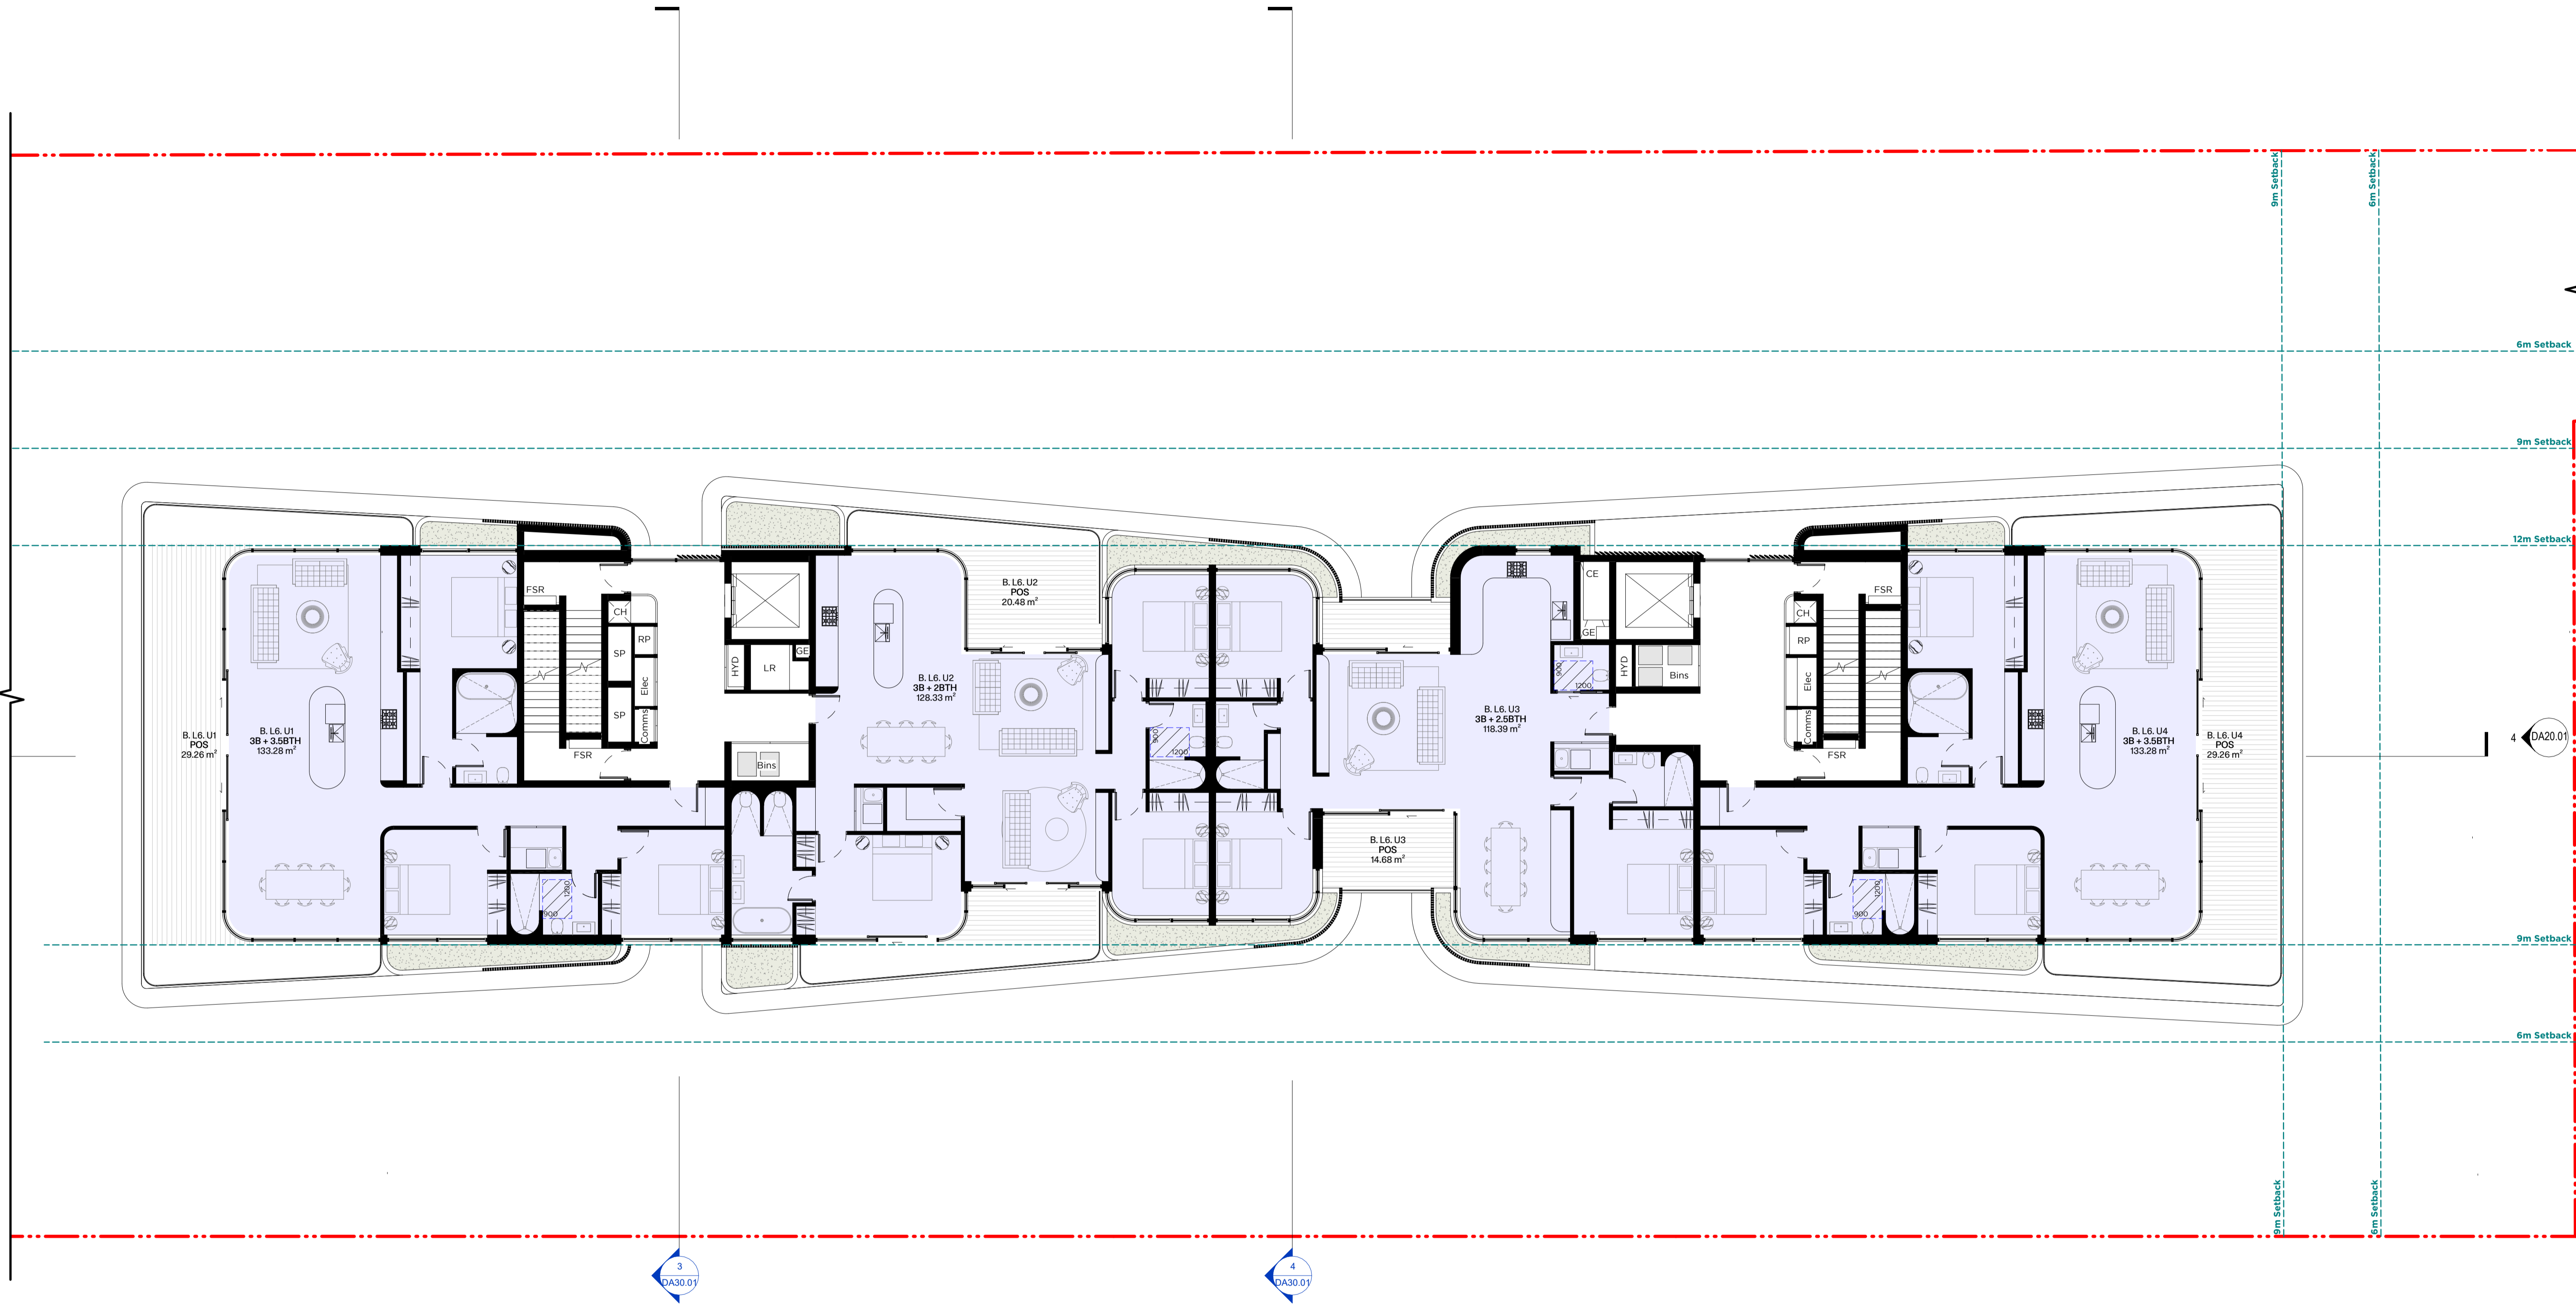 9m Setback
6m Setback
6m Setback
9m Setback
12m Setback
FSR
CH
RP
SP
Elec
SP
Comms
FSR
HYD
LR
GE
Bins
B. L6. U1
POS
29.26 m²
B. L6. U1
3B + 3.5BTH
133.28 m²
900
1200
B. L6. U2
POS
20.48 m²
B. L6. U2
3B + 2BTH
128.33 m²
900
1200
B. L6. U3
POS
14.68 m²
B. L6. U3
3B + 2.5BTH
118.39 m²
900
1200
CE
GE
HYD
Bins
FSR
CH
RP
Elec
Comms
FSR
900
1200
B. L6. U4
3B + 3.5BTH
133.28 m²
B. L6. U4
POS
29.26 m²
4
DA20.01
9m Setback
6m Setback
9m Setback
6m Setback
3
DA30.01
4
DA30.01